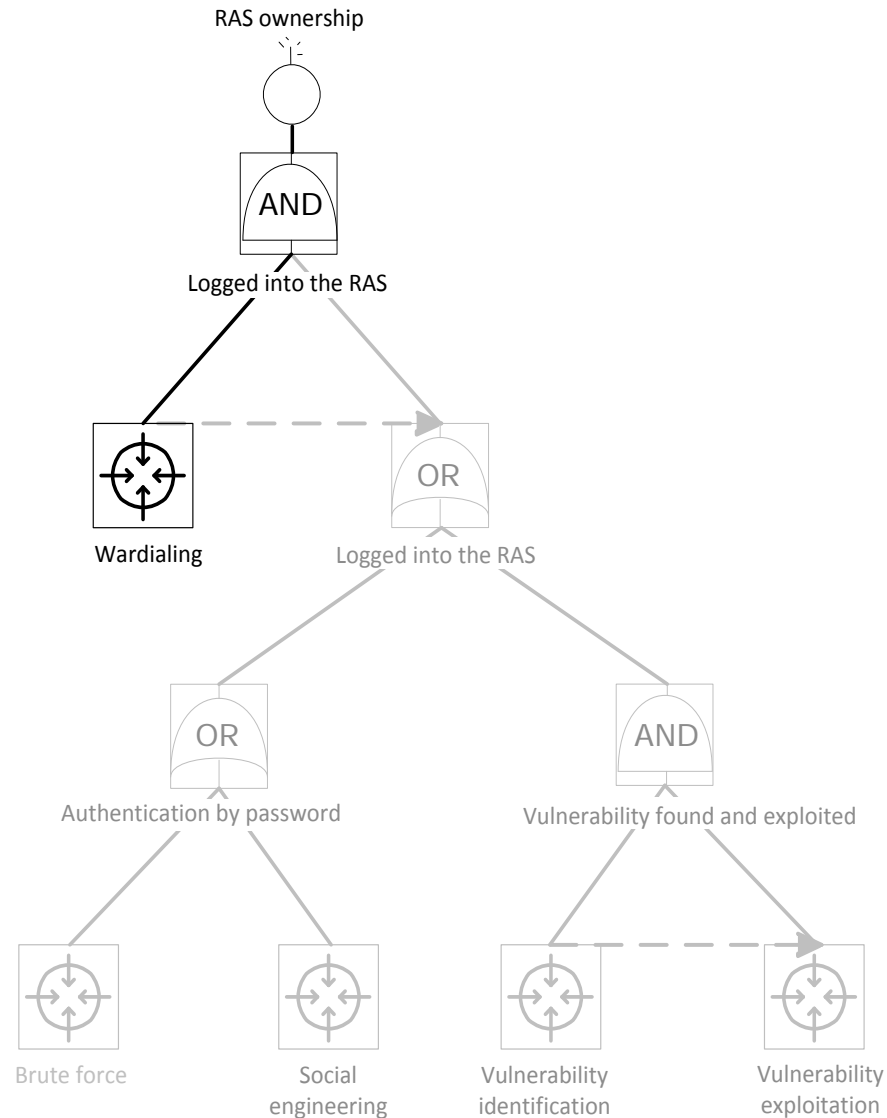 RAS ownership
AND
Logged into the RAS
OR
Wardialing
Logged into the RAS
OR
AND
Authentication by password
Vulnerability found and exploited
Brute force
Social
engineering
Vulnerability
identification
Vulnerability
exploitation